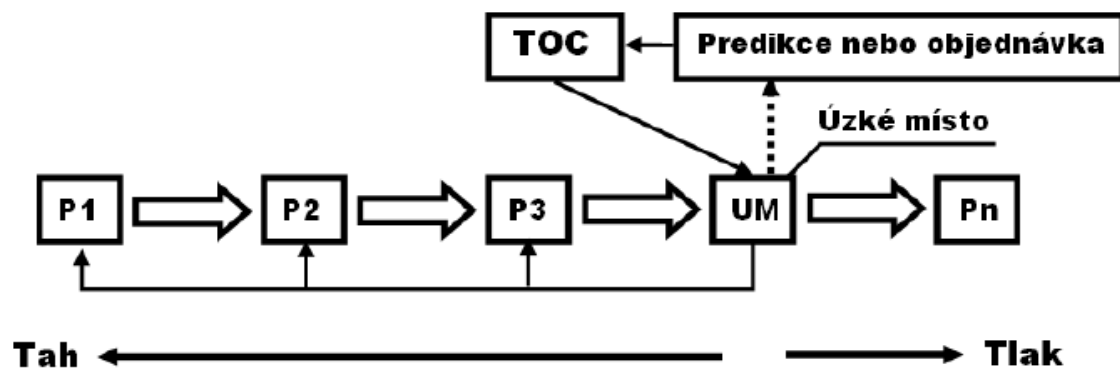 TOC
Predikce nebo objednávka
Úzké místo
P1
P2
P3
UM
Pn
Tah
Tlak